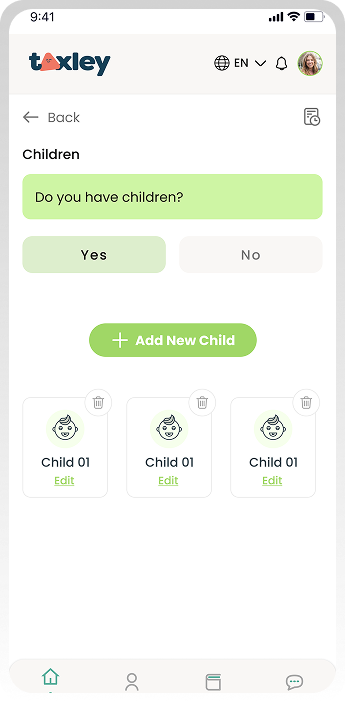 9:41
taxley
EN
Back
Children
Do you have children?
Yes No
Add New Child
Child 01 Child 01 Child 01
Edit Edit Edit